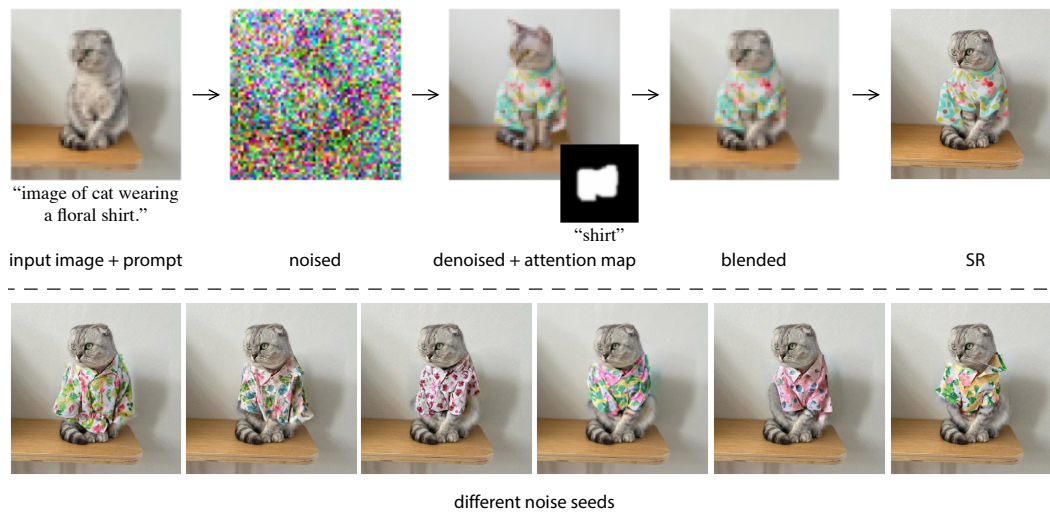 “image of cat wearing
a floral shirt.”
“shirt”
input image + prompt
noised
denoised + attention map
blended
SR
different noise seeds